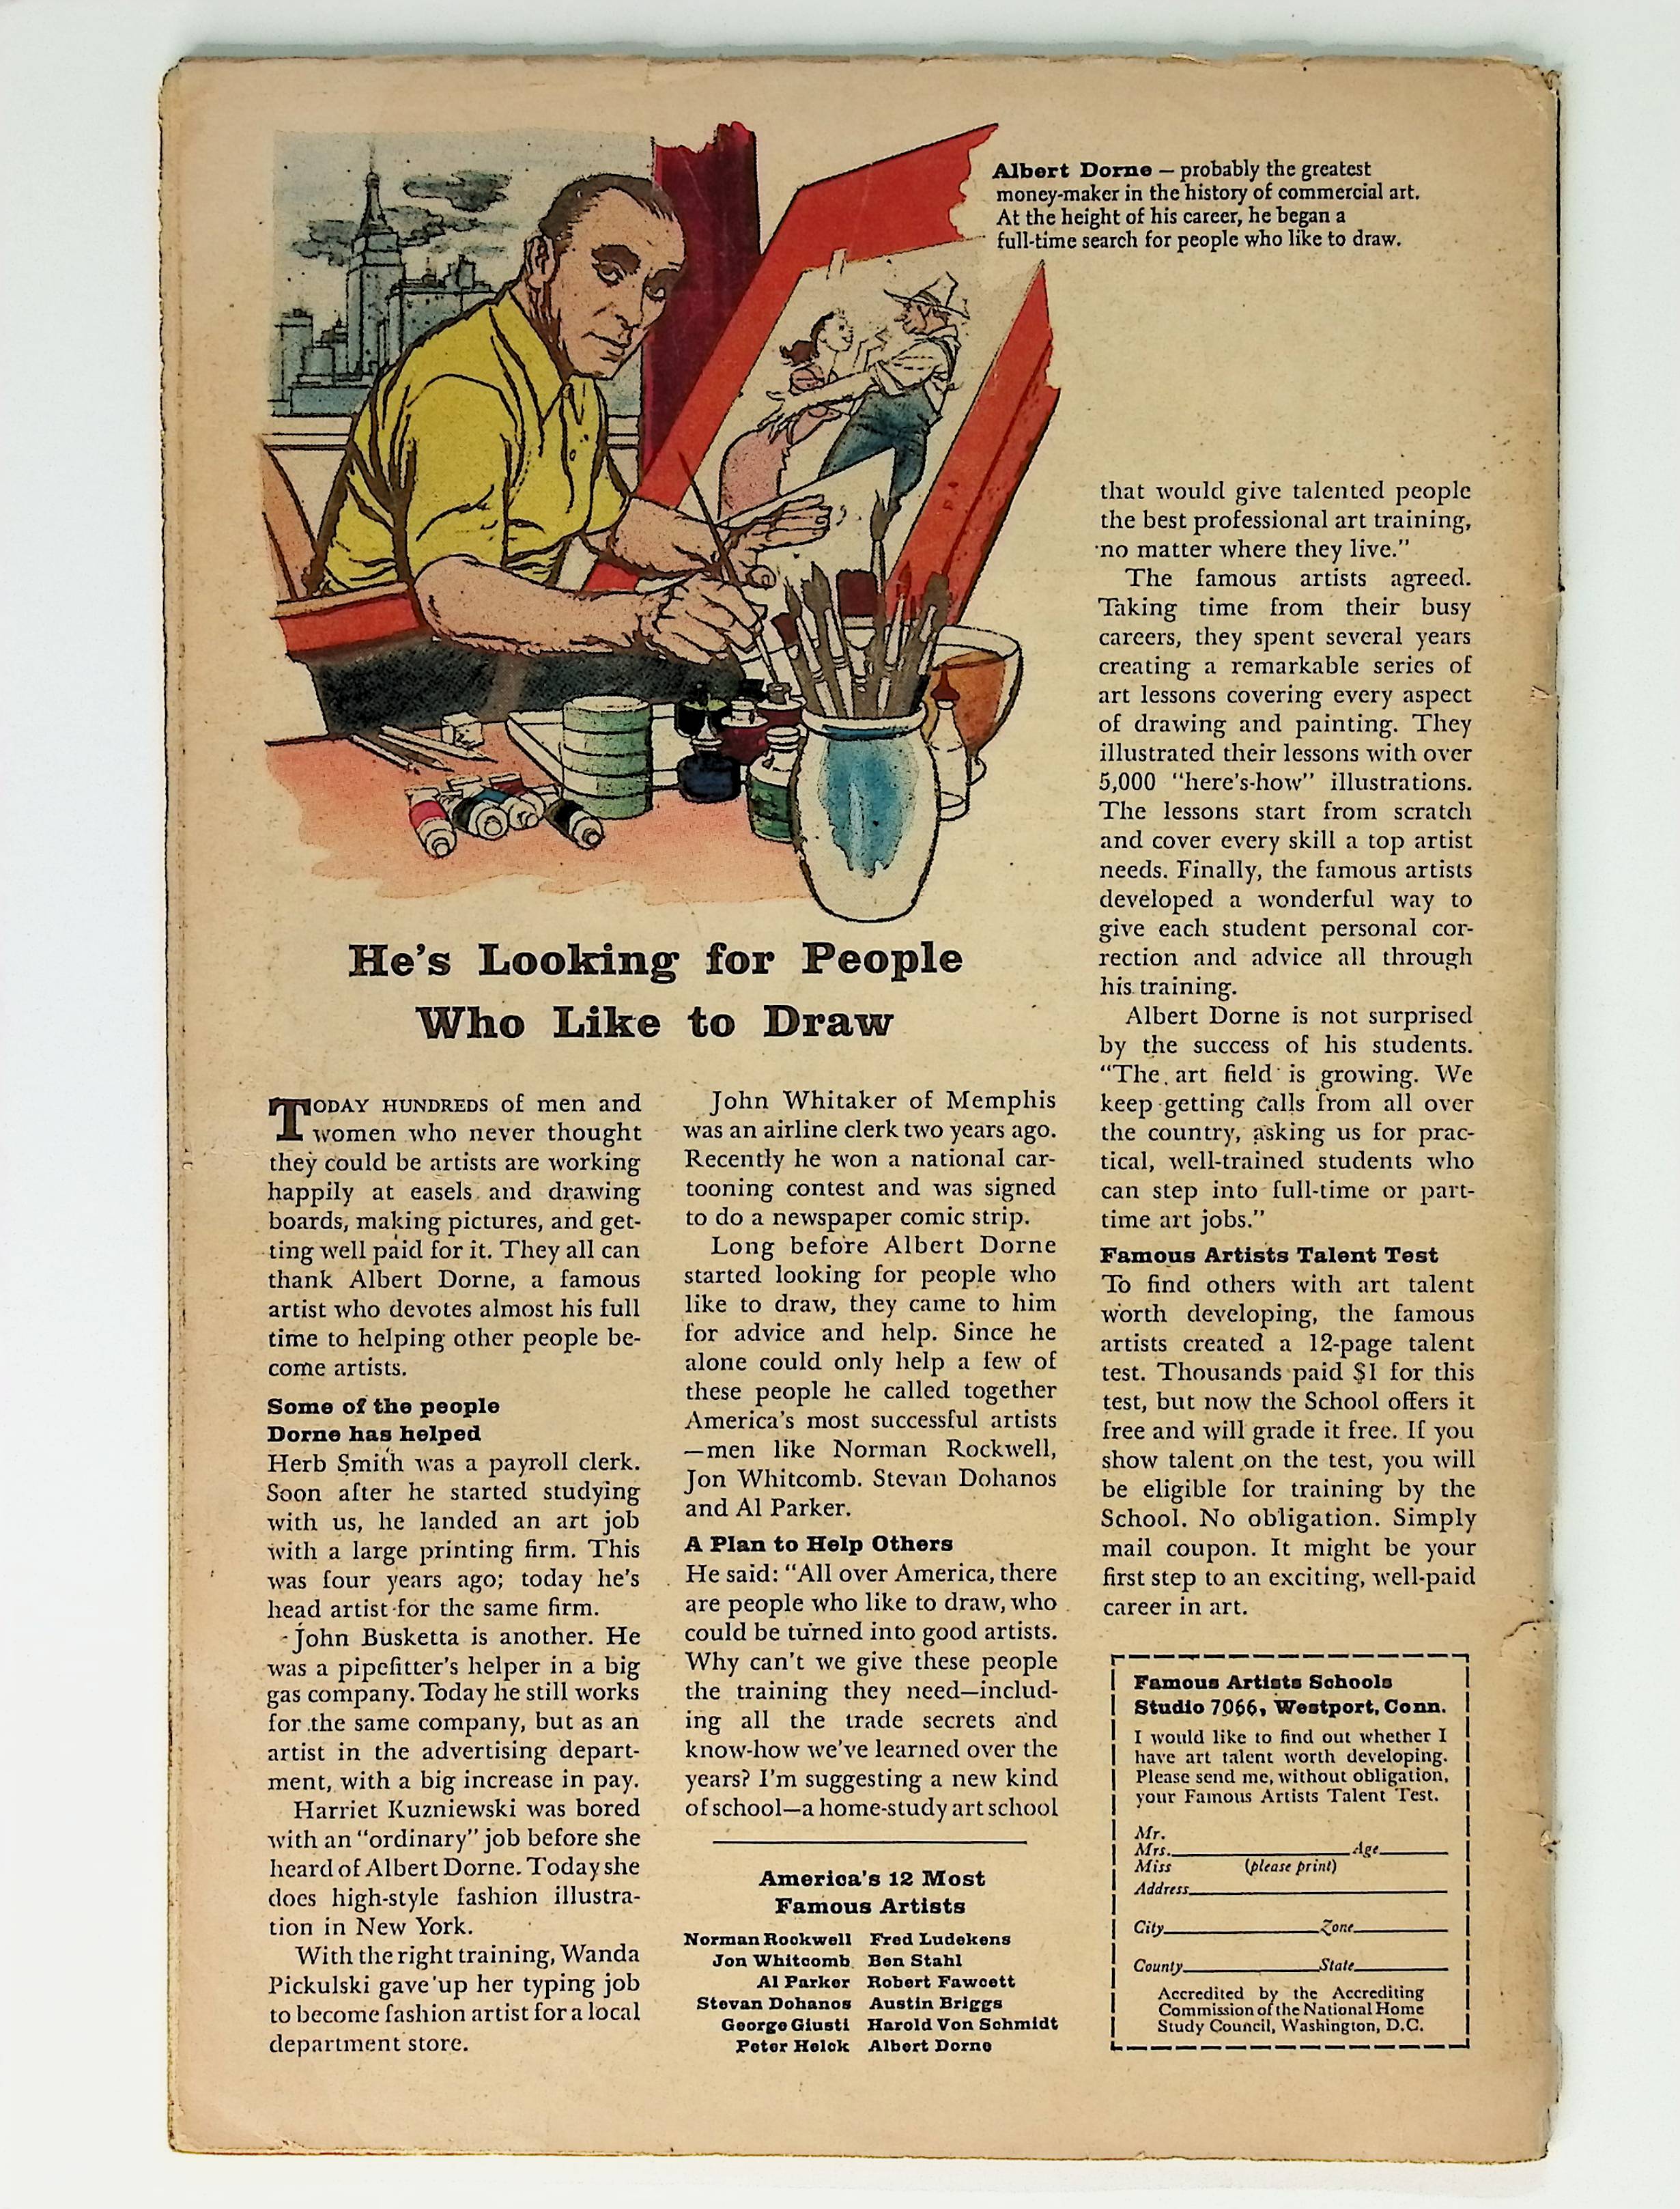 Albert Dorne — probably the greatest
money-maker in the history of commercial art.
At the height of his career, he began a
full-time search for people who like to draw.
He's Looking for People
Who Like to Draw
TODAY HUNDREDS of men and
women who never thought
they could be artists are working
happily at easels and drawing
boards, making pictures, and get-
ting well paid for it. They all can
thank Albert Dorne, a famous
artist who devotes almost his full
time to helping other people be-
come artists.
Some of the people
Dorne has helped
Herb Smith was a payroll clerk.
Soon after he started studying
with us, he landed an art job
with a large printing firm. This
was four years ago; today he's
head artist for the same firm.
John Busketta is another. He
was a pipefitter's helper in a big
gas company. Today he still works
for the same company, but as an
artist in the advertising depart-
ment, with a big increase in pay.
Harriet Kuzniewski was bored
with an "ordinary" job before she
heard of Albert Dorne. Today she
does high-style fashion illustra-
tion in New York.
With the right training, Wanda
Pickulski gave up her typing job
to become fashion artist for a local
department store.
John Whitaker of Memphis
was an airline clerk two years ago.
Recently he won a national car-
tooning contest and was signed
to do a newspaper comic strip.
Long before Albert Dorne
started looking for people who
like to draw, they came to him
for advice and help. Since he
alone could only help a few of
these people he called together
America's most successful artists
—men like Norman Rockwell,
Jon Whitcomb. Stevan Dohanos
and Al Parker.
A Plan to Help Others
He said: "All over America, there
are people who like to draw, who
could be turned into good artists.
Why can't we give these people
the training they need—includ-
ing all the trade secrets and
know-how we've learned over the
years? I'm suggesting a new kind
of school—a home-study art school
America's 12 Most
Famous Artists
Norman Rockwell Fred Ludekens
Jon Whitcomb Ben Stahl
Al Parker Robert Fawcett
Stevan Dohanos Austin Briggs
George Giusti Harold Von Schmidt
Peter Helck Albert Dorne
that would give talented people
the best professional art training,
no matter where they live."
The famous artists agreed.
Taking time from their busy
careers, they spent several years
creating a remarkable series of
art lessons covering every aspect
of drawing and painting. They
illustrated their lessons with over
5,000 "here's-how" illustrations.
The lessons start from scratch
and cover every skill a top artist
needs. Finally, the famous artists
developed a wonderful way to
give each student personal cor-
rection and advice all through
his training.
Albert Dorne is not surprised
by the success of his students.
"The art field is growing. We
keep getting calls from all over
the country, asking us for prac-
tical, well-trained students who
can step into full-time or part-
time art jobs."
Famous Artists Talent Test
To find others with art talent
worth developing, the famous
artists created a 12-page talent
test. Thousands paid $1 for this
test, but now the School offers it
free and will grade it free. If you
show talent on the test, you will
be eligible for training by the
School. No obligation. Simply
mail coupon. It might be your
first step to an exciting, well-paid
career in art.
Famous Artists Schools
Studio 7066, Westport, Conn.
I would like to find out whether I
have art talent worth developing.
Please send me, without obligation,
your Famous Artists Talent Test.
Mr.
Mrs. Age
Miss (please print)
Address
City Zone
County State
Accredited by the Accrediting
Commission of the National Home
Study Council, Washington, D.C.